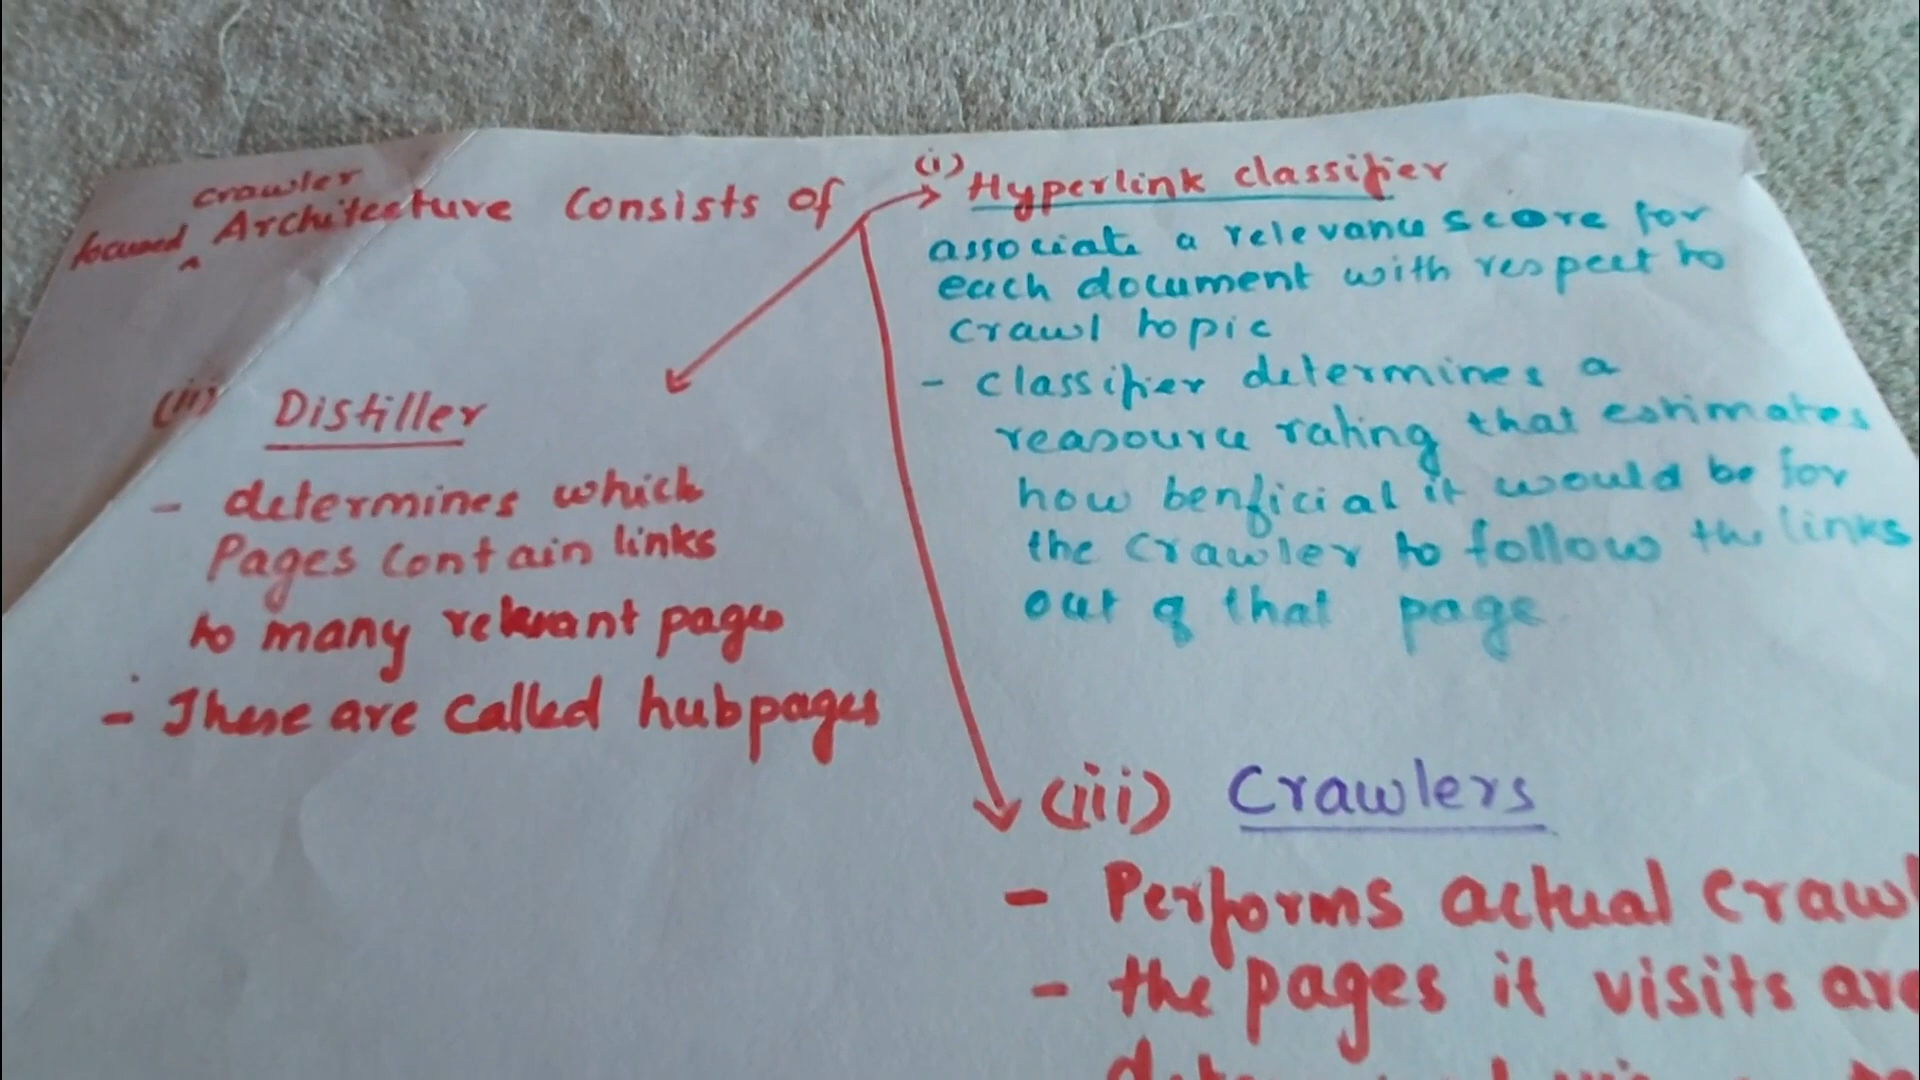 focused crawler Architecture Consists of
(i) Hyperlink classifier
associate a relevance score for
each document with respect to
crawl topic
- classifier determines a
reasource rating that estimates
how benficial it would be for
the crawler to follow the links
out of that page
(ii) Distiller
- determines which
Pages contain links
to many relevant pages
- These are called hubpages
(iii) Crawlers
- Performs actual crawl
- the pages it visits are